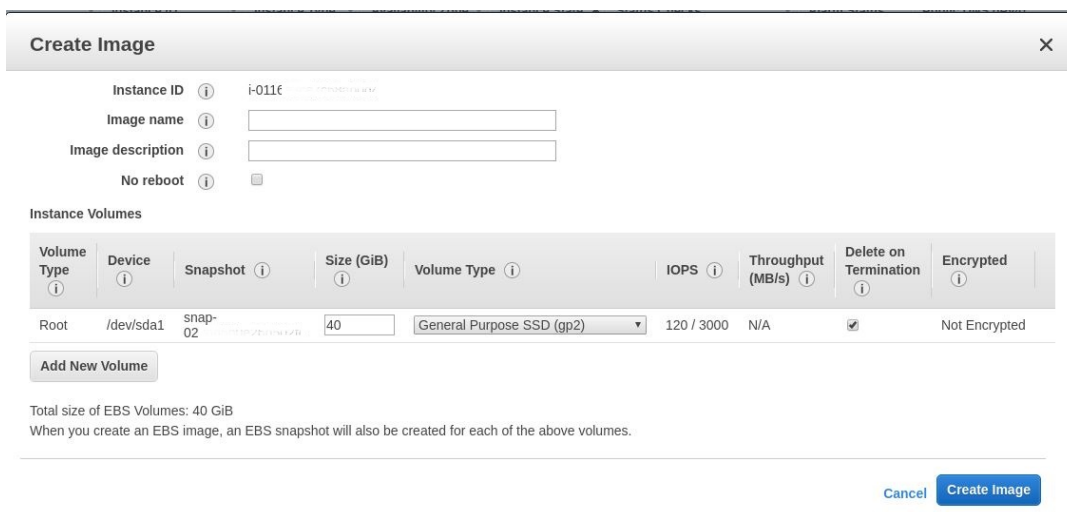 Create Image
Instance ID i-0116
Image name
Image description
No reboot
Instance Volumes
Volume Type Device Snapshot Size (GiB) Volume Type IOPS Throughput (MB/s) Delete on Termination Encrypted
Root /dev/sda1 snap-02 40 General Purpose SSD (gp2) 120 / 3000 N/A Not Encrypted
Add New Volume
Total size of EBS Volumes: 40 GiB
When you create an EBS image, an EBS snapshot will also be created for each of the above volumes.
Cancel Create Image